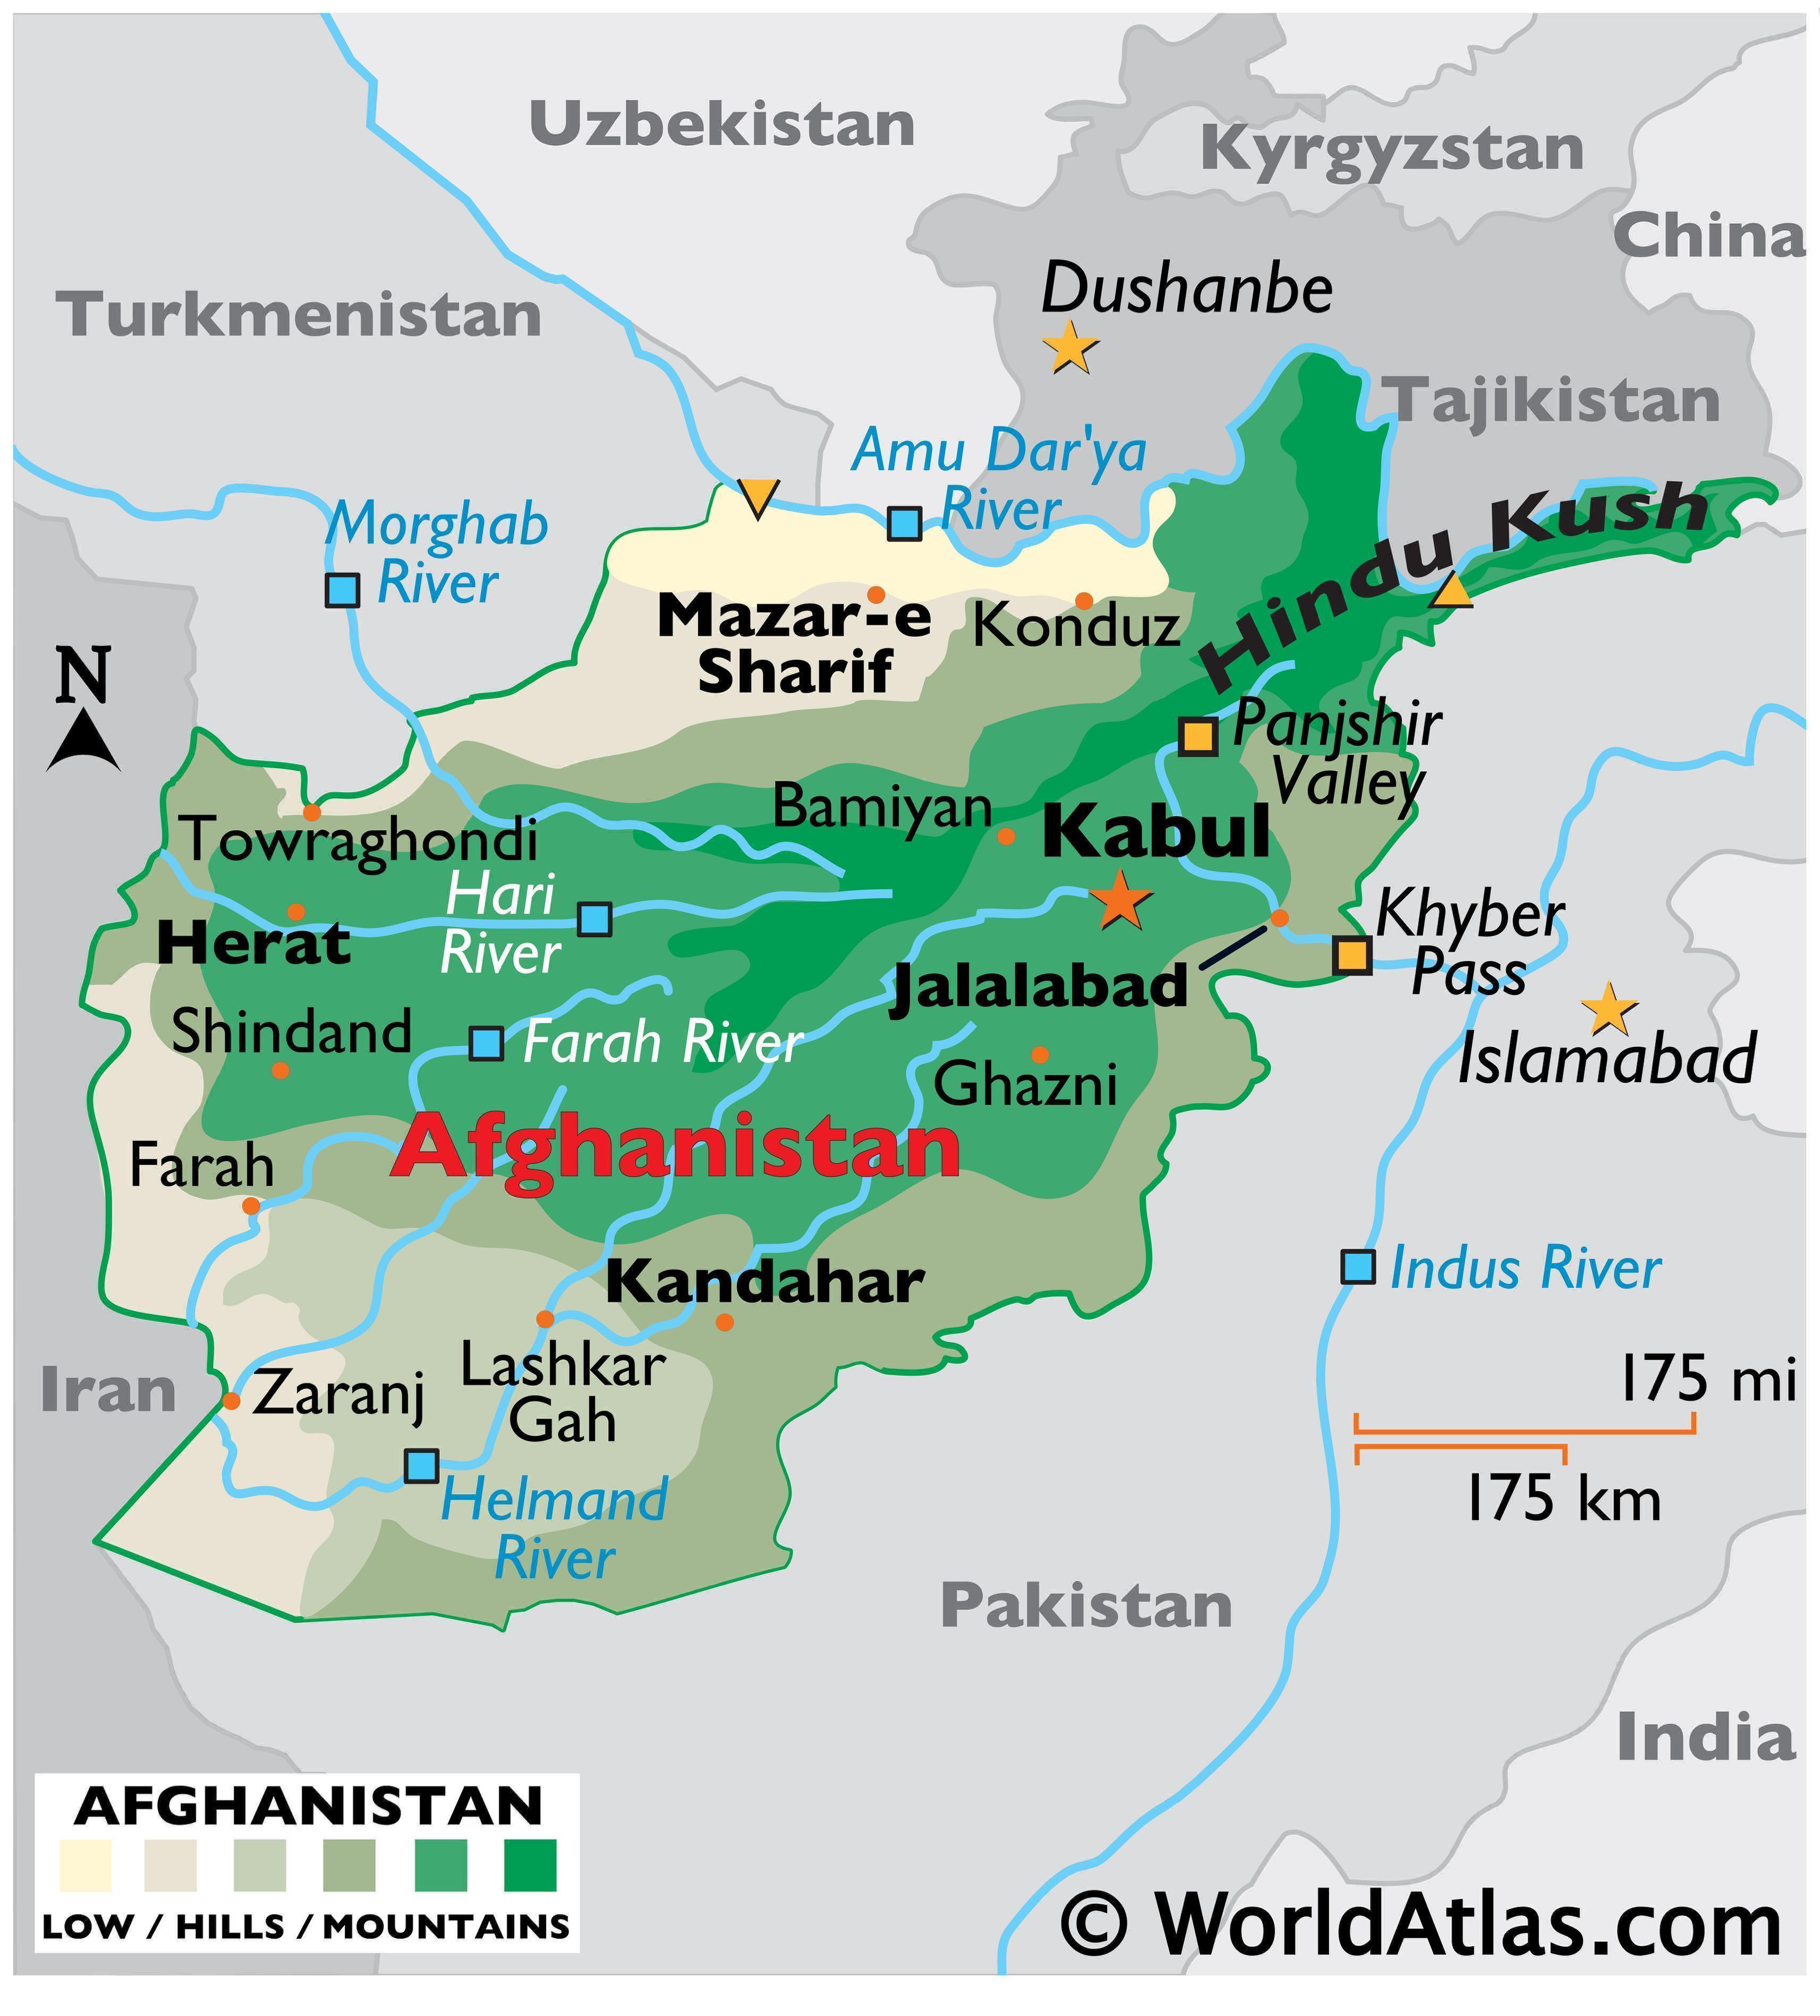 Uzbekistan
Kyrgyzstan
China
Dushanbe
Turkmenistan
Tajikistan
Amu Dar'ya
River
Morghab
River
Hindu Kush
Mazar-e
Sharif
Konduz
N
Panjshir
Valley
Bamiyan
Kabul
Towraghondi
Hari
River
Khyber
Pass
Herat
Jalalabad
Shindand
Farah River
Islamabad
Ghazni
Afghanistan
Farah
Indus River
Kandahar
Iran
Zaranj
Lashkar
Gah
175 mi
175 km
Helmand
River
Pakistan
India
AFGHANISTAN
LOW / HILLS / MOUNTAINS
© WorldAtlas.com